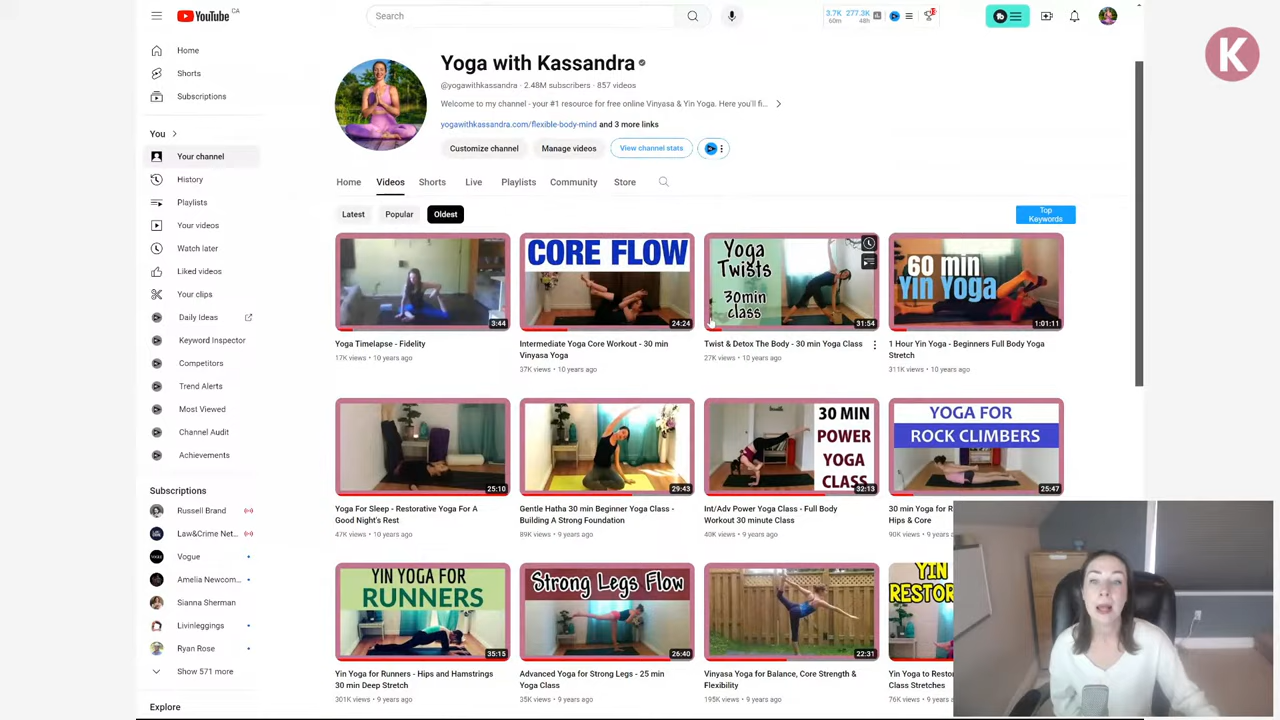 YouTube CA
Search
3.7K 277.3K
60m 48h
K
Home
Shorts
Subscriptions
You
Your channel
History
Playlists
Your videos
Watch later
Liked videos
Your clips
Daily Ideas
Keyword Inspector
Competitors
Trend Alerts
Most Viewed
Channel Audit
Achievements
Subscriptions
Russell Brand
Law&Crime Net...
Vogue
Amelia Newcom...
Sianna Sherman
Livinleggings
Ryan Rose
Show 571 more
Explore
Yoga with Kassandra
@yogawithkassandra · 2.48M subscribers · 857 videos
Welcome to my channel - your #1 resource for free online Vinyasa & Yin Yoga. Here you'll fi...
yogawithkassandra.com/flexible-body-mind and 3 more links
Customize channel Manage videos View channel stats
Home Videos Shorts Live Playlists Community Store
Latest Popular Oldest
Top
Keywords
3:44
Yoga Timelapse - Fidelity
17K views · 10 years ago
CORE FLOW
24:24
Intermediate Yoga Core Workout - 30 min
Vinyasa Yoga
37K views · 10 years ago
Yoga
Twists
30min
class
31:54
Twist & Detox The Body - 30 min Yoga Class
27K views · 10 years ago
60 min
Yin Yoga
1:01:11
1 Hour Yin Yoga - Beginners Full Body Yoga
Stretch
311K views · 10 years ago
25:10
Yoga For Sleep - Restorative Yoga For A
Good Night's Rest
47K views · 10 years ago
29:43
Gentle Hatha 30 min Beginner Yoga Class -
Building A Strong Foundation
89K views · 9 years ago
30 MIN
POWER
YOGA
CLASS
32:13
Int/Adv Power Yoga Class - Full Body
Workout 30 minute Class
40K views · 9 years ago
YOGA FOR
ROCK CLIMBERS
25:47
30 min Yoga for R
Hips & Core
90K views · 9 years
YIN YOGA FOR
RUNNERS
35:15
Yin Yoga for Runners - Hips and Hamstrings
30 min Deep Stretch
301K views · 9 years ago
Strong Legs Flow
26:40
Advanced Yoga for Strong Legs - 25 min
Yoga Class
35K views · 9 years ago
22:31
Vinyasa Yoga for Balance, Core Strength &
Flexibility
195K views · 9 years ago
YIN
RESTOR
Yin Yoga to Resto
Class Stretches
76K views · 9 years